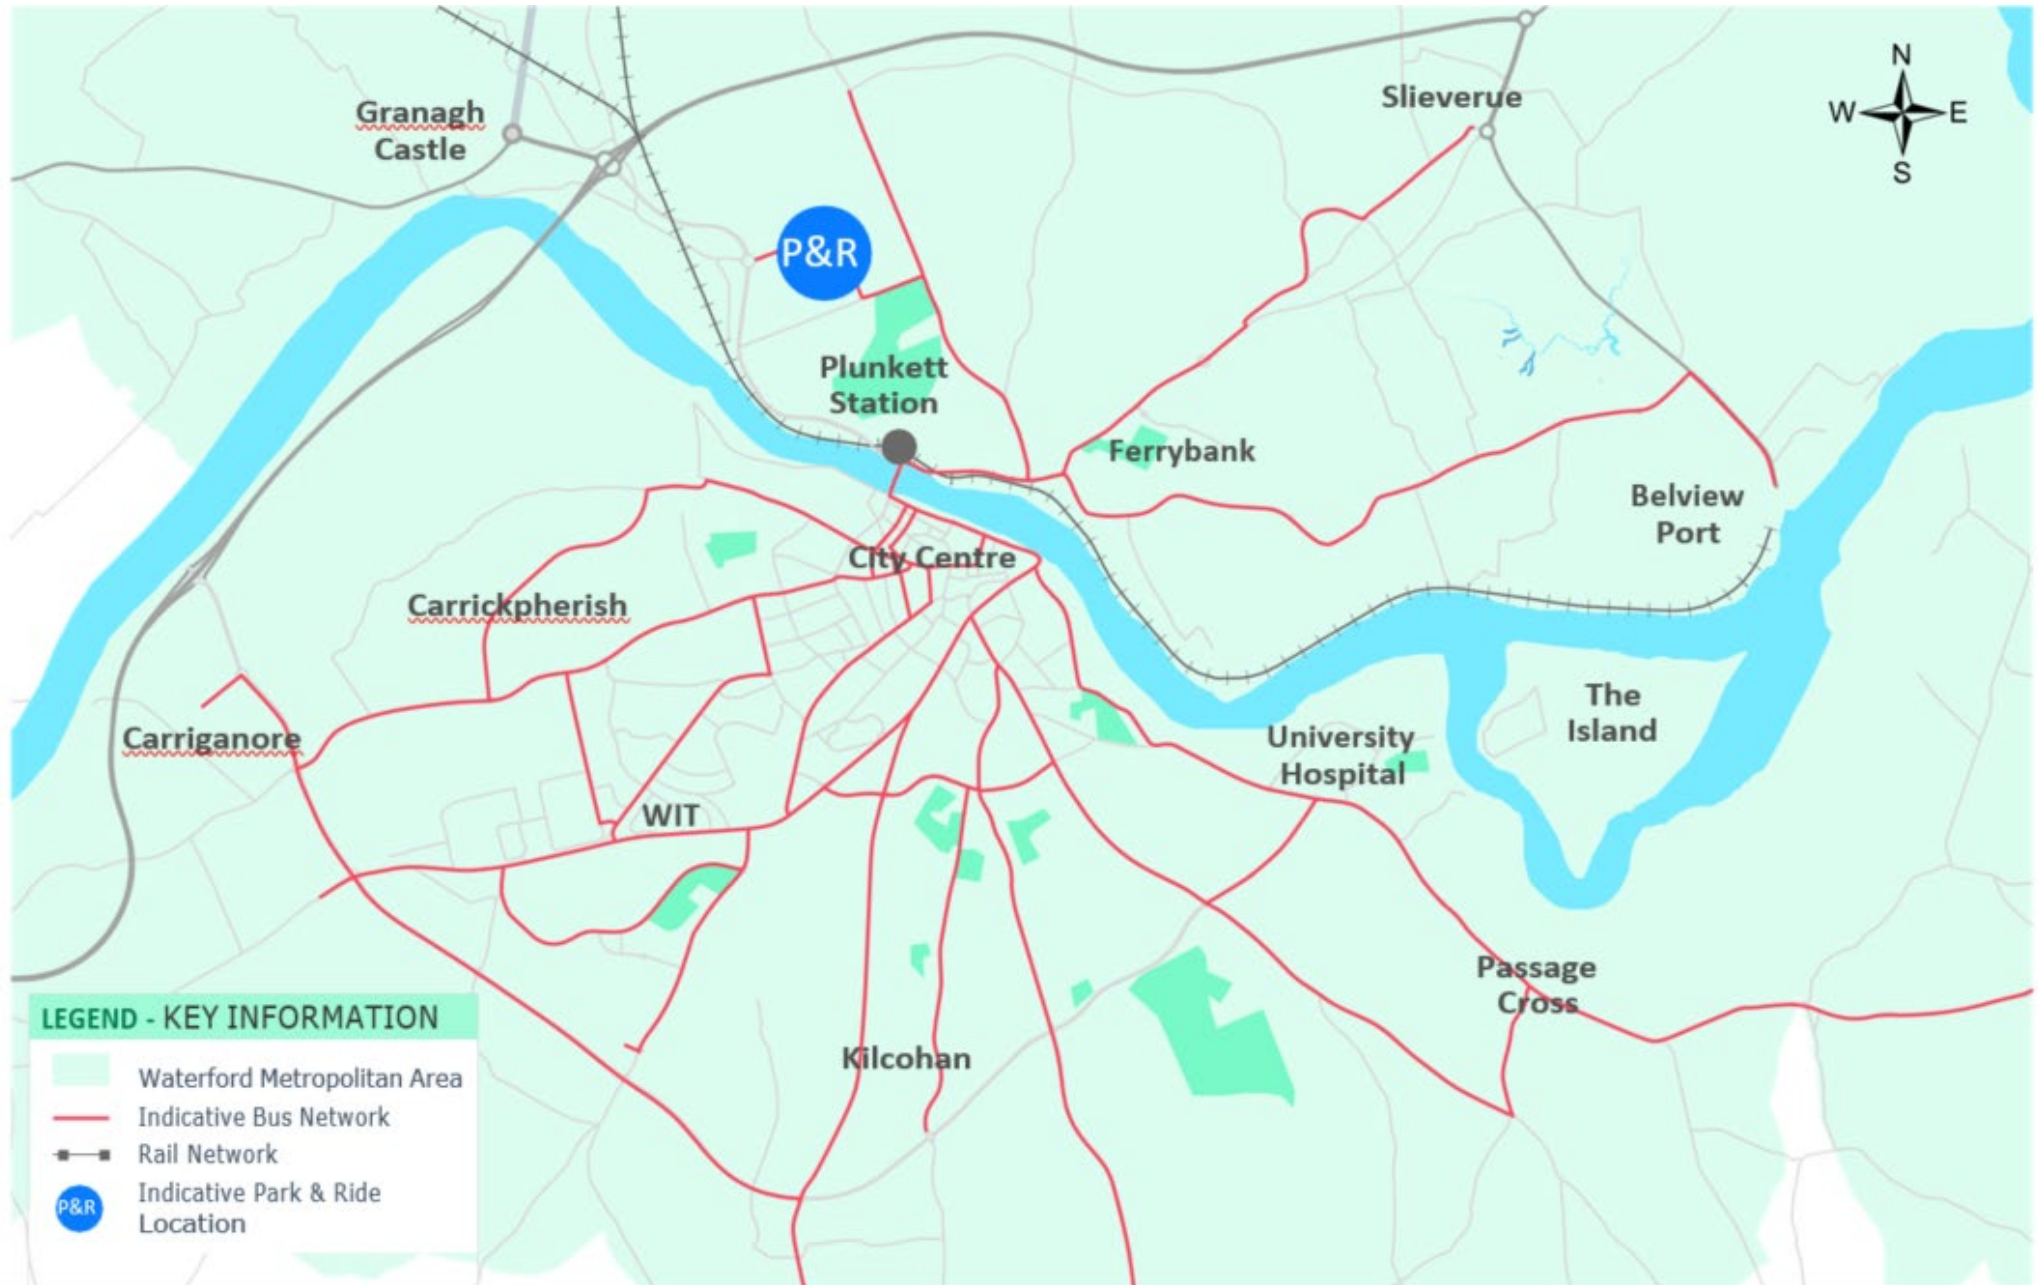 N
W E
S
Slieverue
Granagh
Castle
P&R
Plunkett
Station
Ferrybank
Belview
Port
City Centre
Carrickpherish
The
Island
Carriganore
University
Hospital
WIT
Passage
Cross
Kilcohan
LEGEND - KEY INFORMATION
Waterford Metropolitan Area
Indicative Bus Network
Rail Network
P&R
Indicative Park & Ride
Location